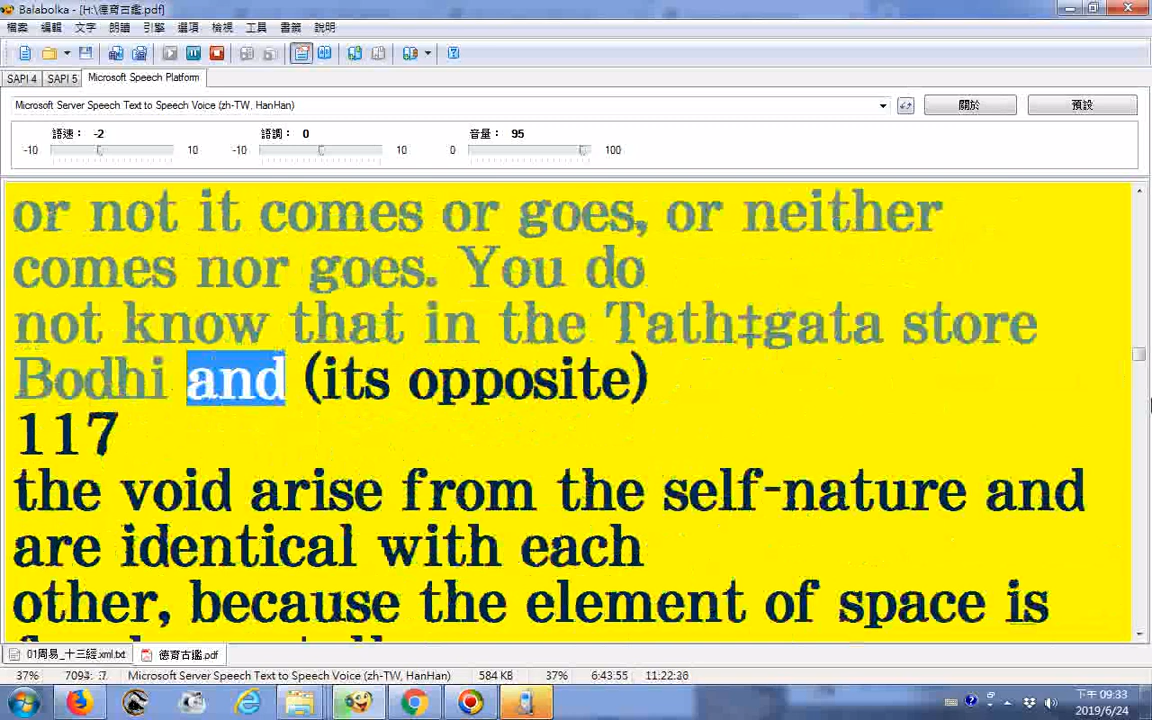 Balabolka - [H:\德育古鑑.pdf]
檔案 編輯 文字 朗讀 引擎 選項 檢視 工具 書籤 說明
SAPI 4 SAPI 5 Microsoft Speech Platform
Microsoft Server Speech Text to Speech Voice (zh-TW, HanHan) 關於 預設
語速： -2 語調： 0 音量： 95
-10 10 -10 10 0 100
or not it comes or goes, or neither
comes nor goes. You do
not know that in the Tath‡gata store
Bodhi and (its opposite)
117
the void arise from the self-nature and
are identical with each
other, because the element of space is
01周易_十三經.xml.txt 德育古鑑.pdf
37% Microsoft Server Speech Text to Speech Voice (zh-TW, HanHan) 584 KB 37% 6:43:55 11:22:26
下午 09:33
2019/6/24